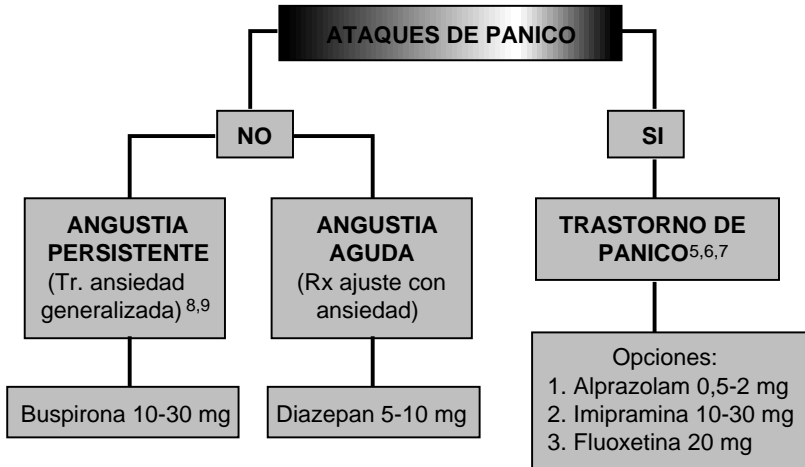 ATAQUES DE PANICO
NO
SI
ANGUSTIA
PERSISTENTE
(Tr. ansiedad
generalizada) 8,9
ANGUSTIA
AGUDA
(Rx ajuste con
ansiedad)
TRASTORNO DE
PANICO5,6,7
Buspirona 10-30 mg
Diazepan 5-10 mg
Opciones:
1. Alprazolam 0,5-2 mg
2. Imipramina 10-30 mg
3. Fluoxetina 20 mg